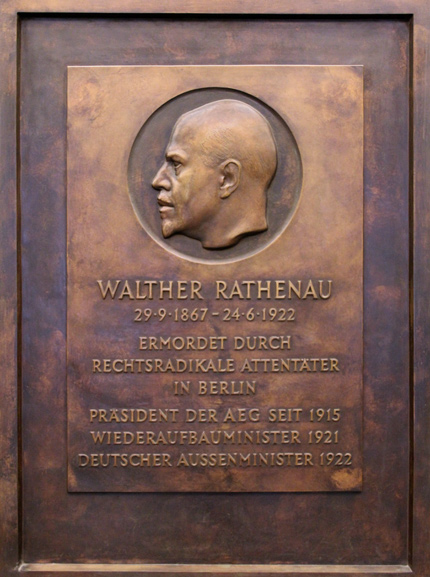 WALTHER RATHENAU
29·9·1867–24·6·1922
ERMORDET DURCH
RECHTSRADIKALE ATTENTÄTER
IN BERLIN
PRÄSIDENT DER AEG SEIT 1915
WIEDERAUFBAUMINISTER 1921
DEUTSCHER AUSSENMINISTER 1922